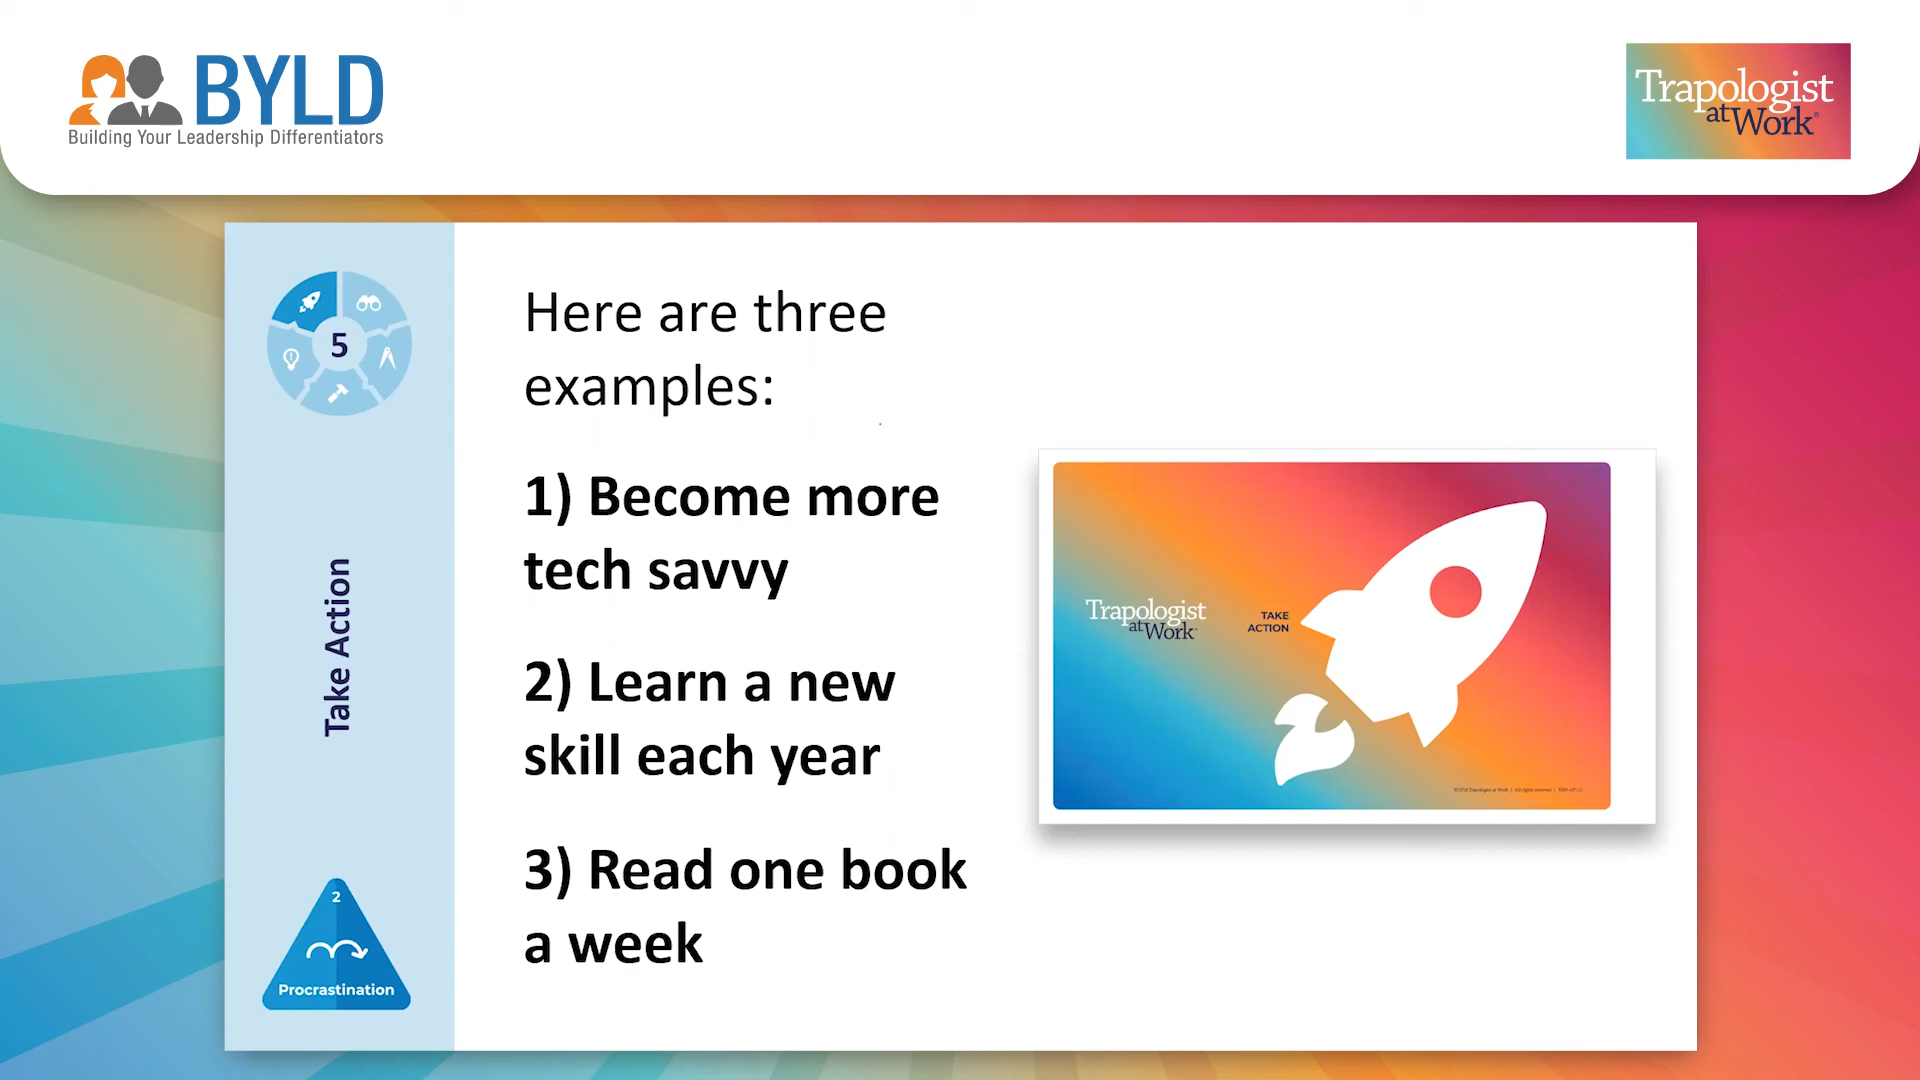 BYLD
Building Your Leadership Differentiators
Trapologist
at Work®
5
Here are three
examples:
1) Become more
tech savvy
2) Learn a new
skill each year
3) Read one book
a week
Take Action
2
Procrastination
Trapologist
at Work
TAKE
ACTION